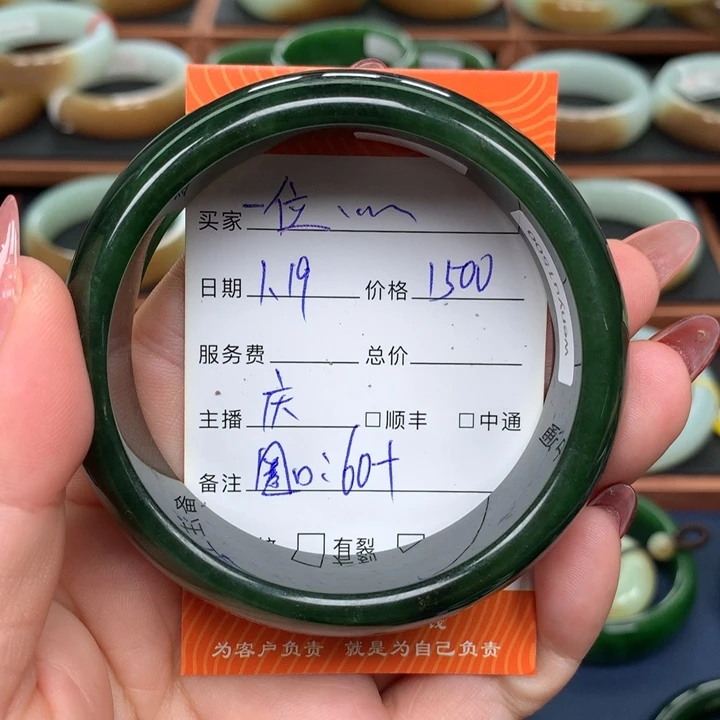 买家 一位
日期 1.19 价格 1500
服务费 总价
主播 庆 □顺丰 □中通
备注 圈口：60+
□有裂 □
为客户负责 就是为自己负责